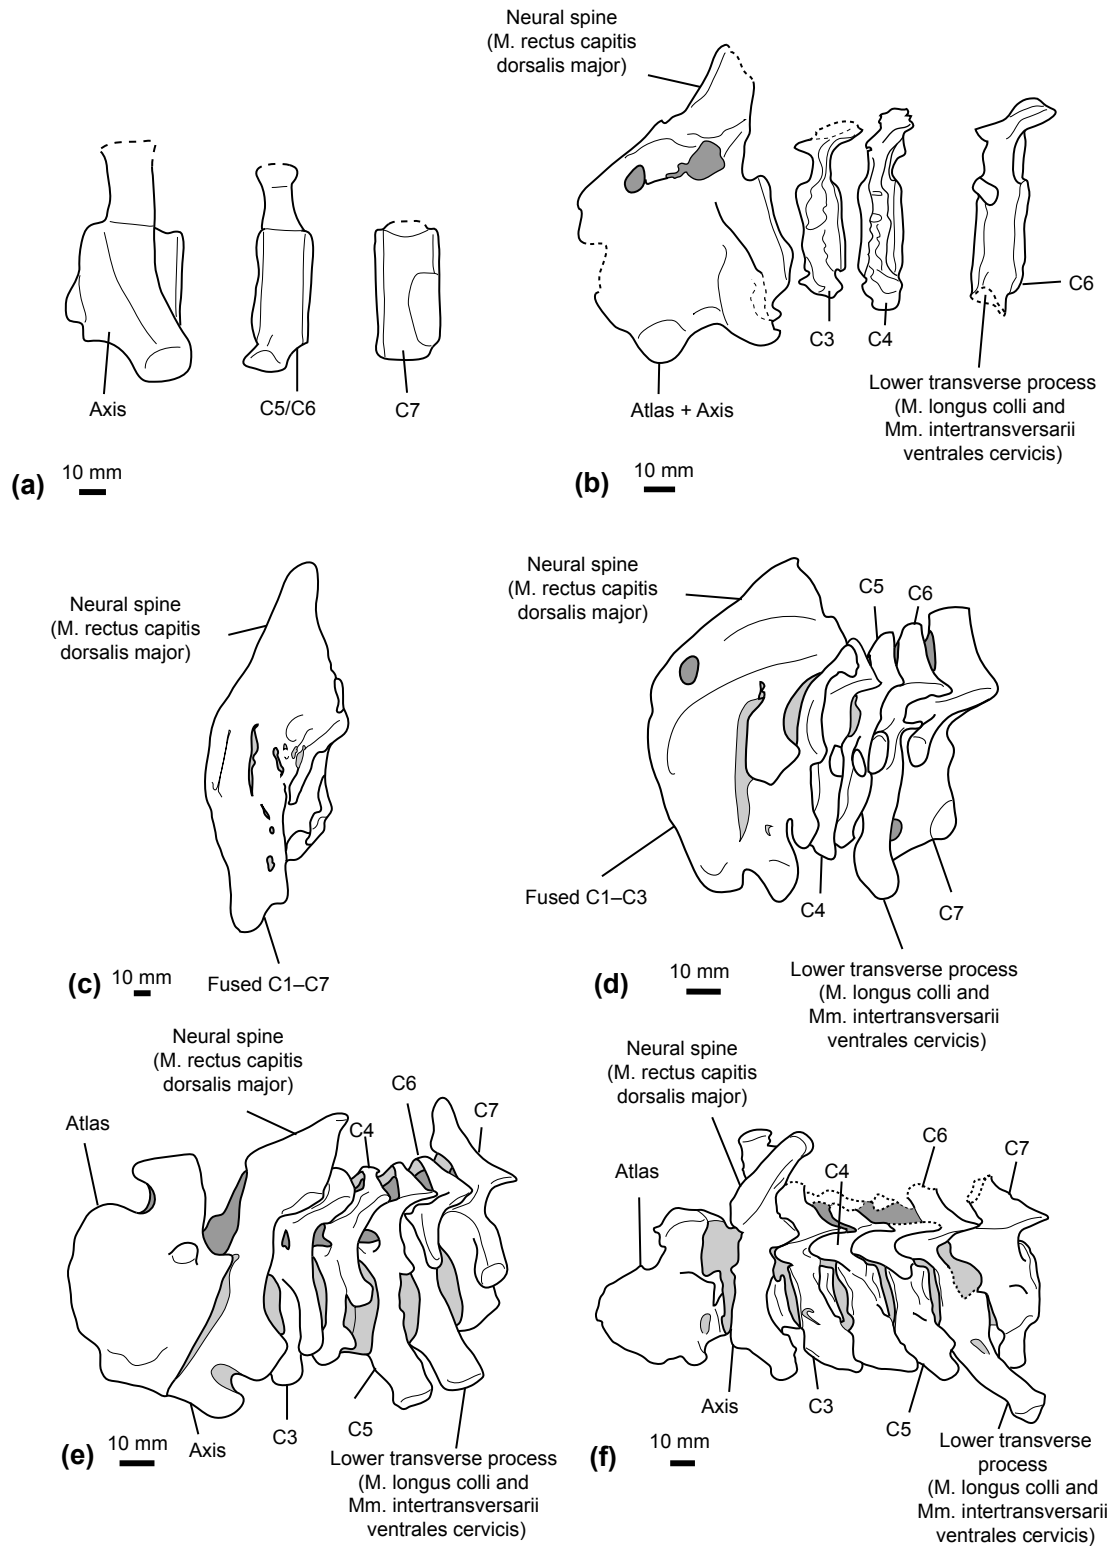 Axis
C5/C6
C7
(a)
10 mm
Neural spine
(M. rectus capitis
dorsalis major)
C3
C4
C6
Atlas + Axis
Lower transverse process
(M. longus colli and
Mm. intertransversarii
ventrales cervicis)
(b)
10 mm
Neural spine
(M. rectus capitis
dorsalis major)
(c)
10 mm
Fused C1–C7
Neural spine
(M. rectus capitis
dorsalis major)
C5
C6
Fused C1–C3
C4
C7
(d)
10 mm
Lower transverse process
(M. longus colli and
Mm. intertransversarii
ventrales cervicis)
Neural spine
(M. rectus capitis
dorsalis major)
Atlas
C4
C6
C7
C3
C5
Axis
(e)
10 mm
Lower transverse process
(M. longus colli and
Mm. intertransversarii
ventrales cervicis)
Neural spine
(M. rectus capitis
dorsalis major)
Atlas
C4
C6
C7
Axis
C3
C5
(f)
10 mm
Lower transverse
process
(M. longus colli and
Mm. intertransversarii
ventrales cervicis)